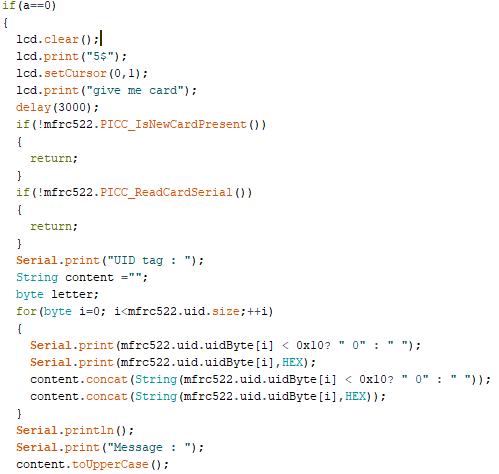 if(a==0)
{
  lcd.clear();
  lcd.print("5$");
  lcd.setCursor(0,1);
  lcd.print("give me card");
  delay(3000);
  if(!mfrc522.PICC_IsNewCardPresent())
  {
    return;
  }
  if(!mfrc522.PICC_ReadCardSerial())
  {
    return;
  }
  Serial.print("UID tag : ");
  String content ="";
  byte letter;
  for(byte i=0; i<mfrc522.uid.size;++i)
  {
    Serial.print(mfrc522.uid.uidByte[i] < 0x10? " 0" : " ");
    Serial.print(mfrc522.uid.uidByte[i],HEX);
    content.concat(String(mfrc522.uid.uidByte[i] < 0x10? " 0" : " "));
    content.concat(String(mfrc522.uid.uidByte[i],HEX));
  }
  Serial.println();
  Serial.print("Message : ");
  content.toUpperCase();